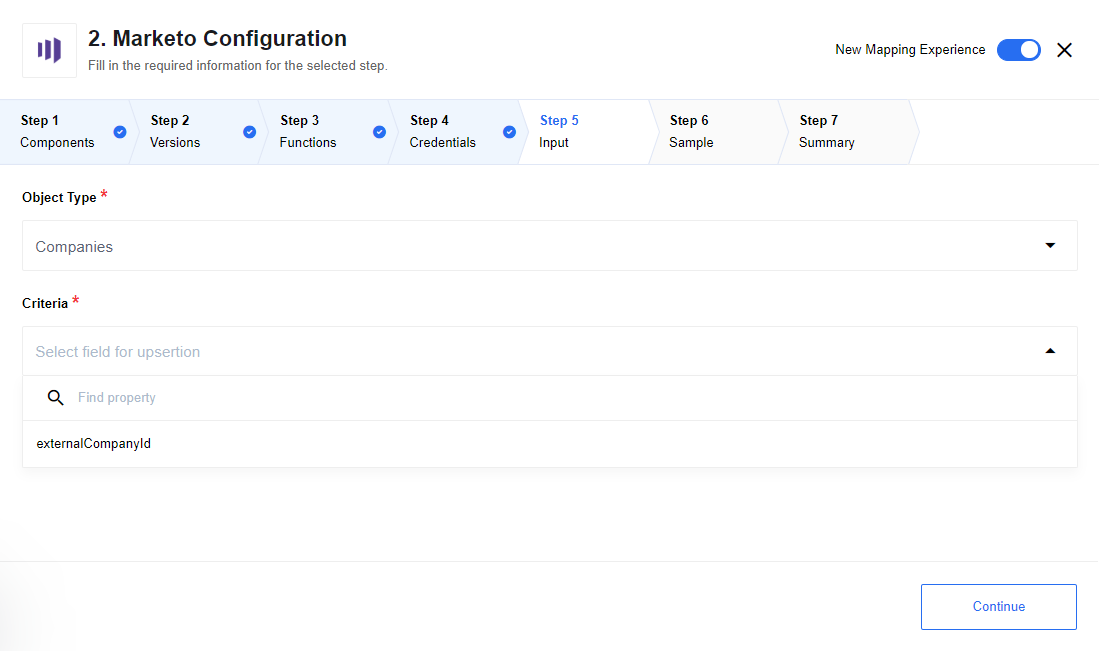 2. Marketo Configuration
Fill in the required information for the selected step.
New Mapping Experience
Step 1
Components
Step 2
Versions
Step 3
Functions
Step 4
Credentials
Step 5
Input
Step 6
Sample
Step 7
Summary
Object Type *
Companies
Criteria *
Select field for upsertion
Find property
externalCompanyId
Continue